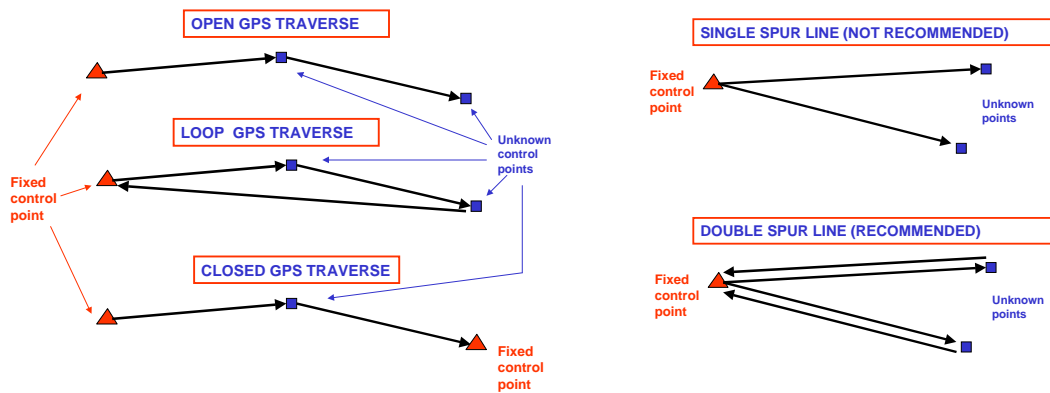 OPEN GPS TRAVERSE
LOOP GPS TRAVERSE
Unknown
control
points
Fixed
control
point
CLOSED GPS TRAVERSE
Fixed
control
point
SINGLE SPUR LINE (NOT RECOMMENDED)
Fixed
control
point
Unknown
points
DOUBLE SPUR LINE (RECOMMENDED)
Fixed
control
point
Unknown
points